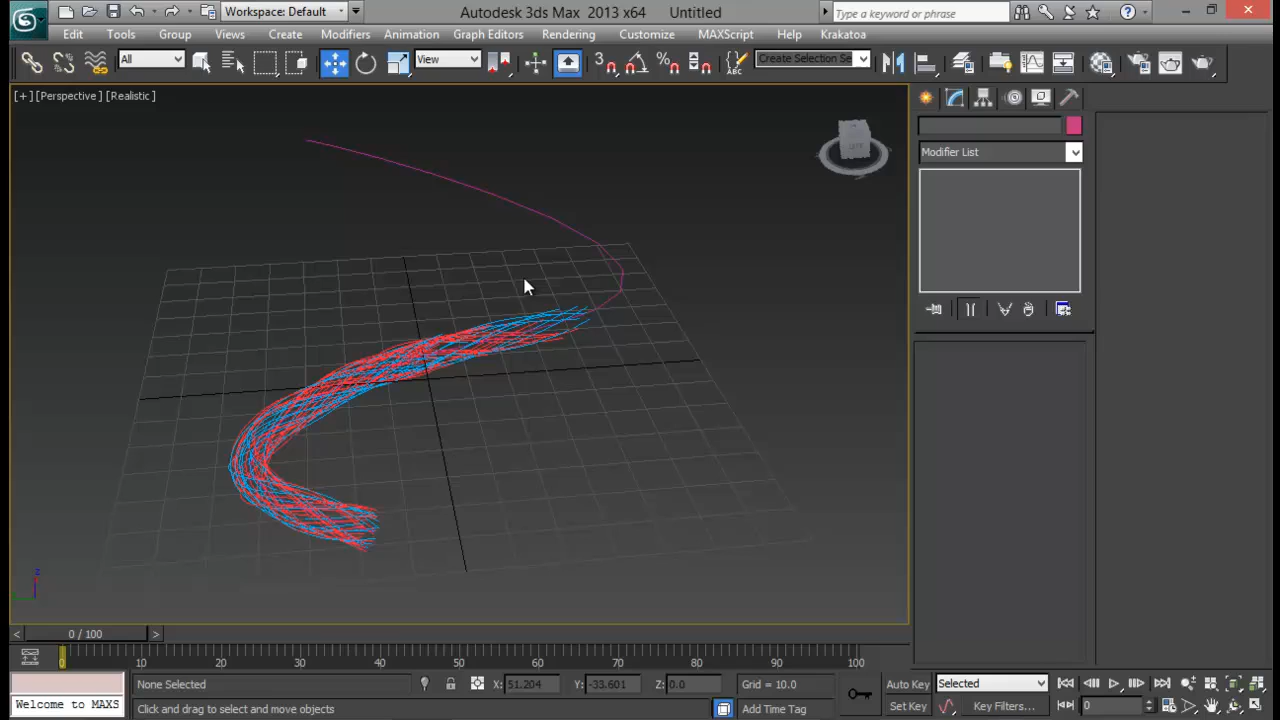 Workspace: Default
Autodesk 3ds Max 2013 x64 Untitled
Type a keyword or phrase
Edit Tools Group Views Create Modifiers Animation Graph Editors Rendering Customize MAXScript Help Krakatoa
All
View
3
Create Selection Se
[+] [Perspective ] [Realistic ]
Modifier List
z
< 0 / 100 >
0 10 20 30 40 50 60 70 80 90 100
None Selected X: 51.204 Y: -33.601 Z: 0.0 Grid = 10.0 Auto Key Selected
Welcome to MAXS Click and drag to select and move objects Add Time Tag Set Key Key Filters... 0